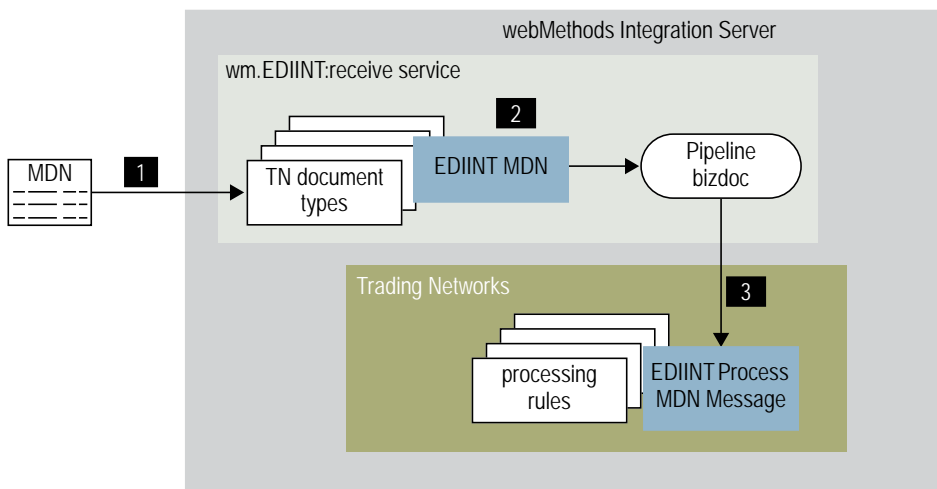 webMethods Integration Server
wm.EDIINT:receive service
2
MDN
1
TN document
types
EDIINT MDN
Pipeline
bizdoc
Trading Networks
3
processing
rules
EDIINT Process
MDN Message